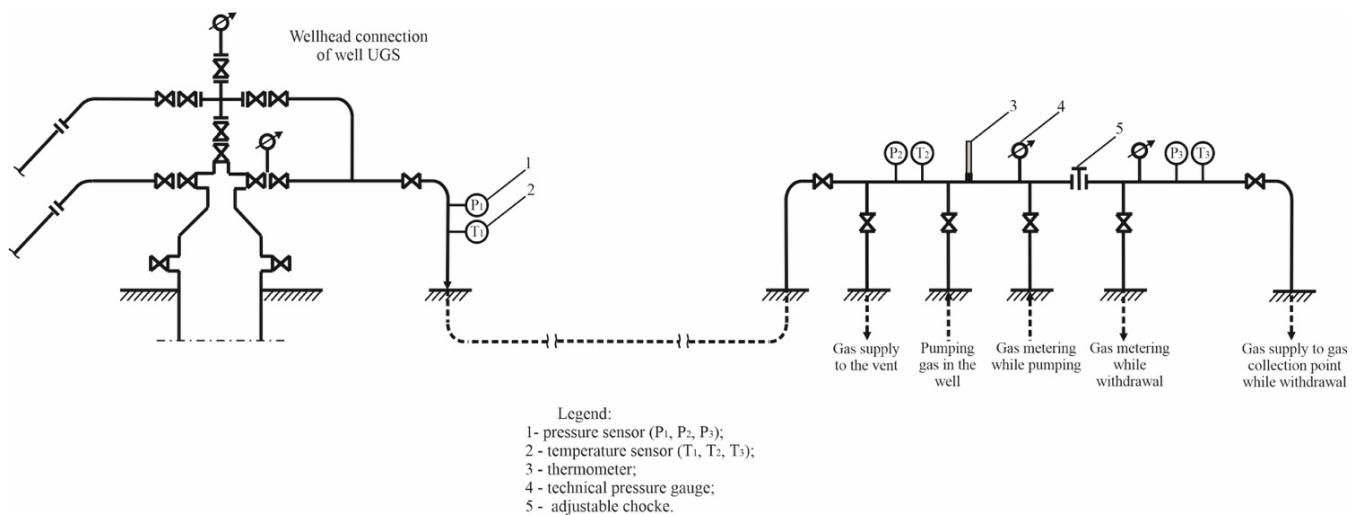 Wellhead connection
of well UGS
1
2
3
4
5
P1
T1
P2
T2
P3
T3
Gas supply
to the vent
Pumping
gas in the
well
Gas metering
while pumping
Gas metering
while
withdrawal
Gas supply to gas
collection point
while withdrawal
Legend:
1- pressure sensor (P1, P2, P3);
2 - temperature sensor (T1, T2, T3);
3 - thermometer;
4 - technical pressure gauge;
5 - adjustable chocke.